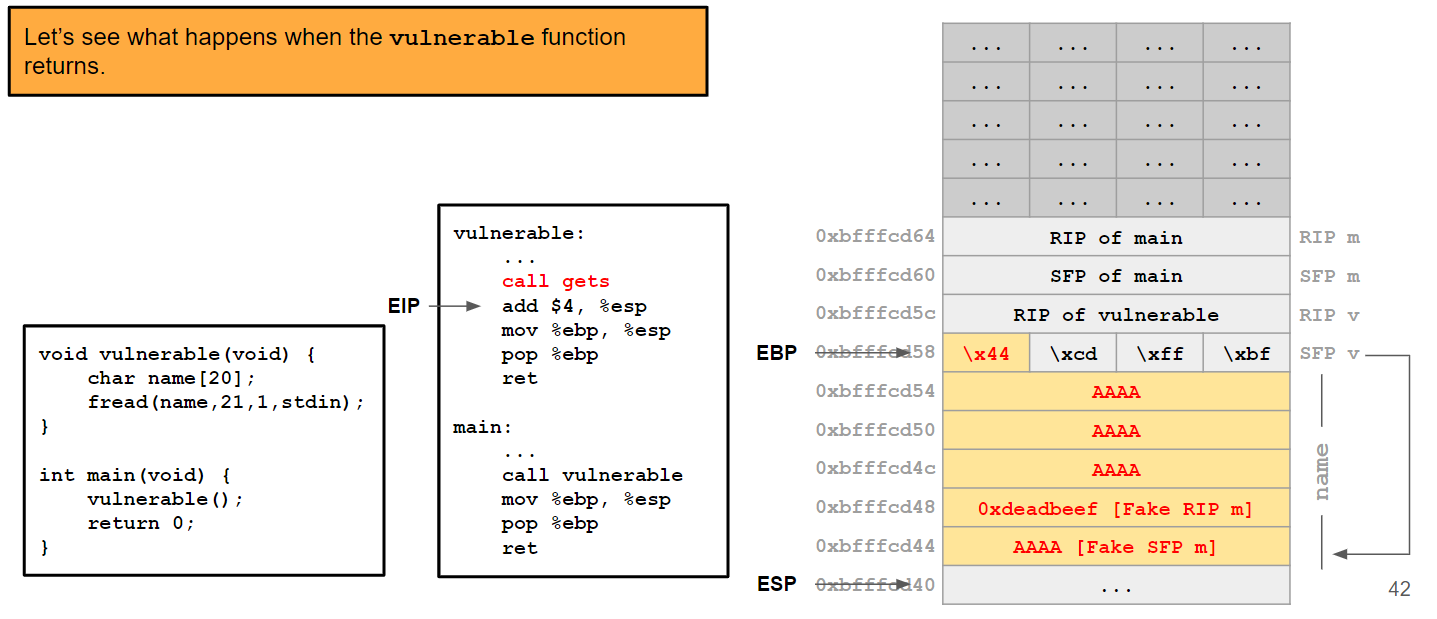 Let's see what happens when the vulnerable function
returns.
void vulnerable(void) {
    char name[20];
    fread(name,21,1,stdin);
}
int main(void) {
    vulnerable();
    return 0;
}
EIP
vulnerable:
    ...
    call gets
    add $4, %esp
    mov %ebp, %esp
    pop %ebp
    ret
main:
    ...
    call vulnerable
    mov %ebp, %esp
    pop %ebp
    ret
... ... ... ...
... ... ... ...
... ... ... ...
... ... ... ...
... ... ... ...
0xbfffcd64 RIP of main RIP m
0xbfffcd60 SFP of main SFP m
0xbfffcd5c RIP of vulnerable RIP v
EBP 0xbfffcd58 \x44 \xcd \xff \xbf SFP v
0xbfffcd54 AAAA
0xbfffcd50 AAAA
0xbfffcd4c AAAA
name
0xbfffcd48 0xdeadbeef [Fake RIP m]
0xbfffcd44 AAAA [Fake SFP m]
ESP 0xbfffcd40 ...
42